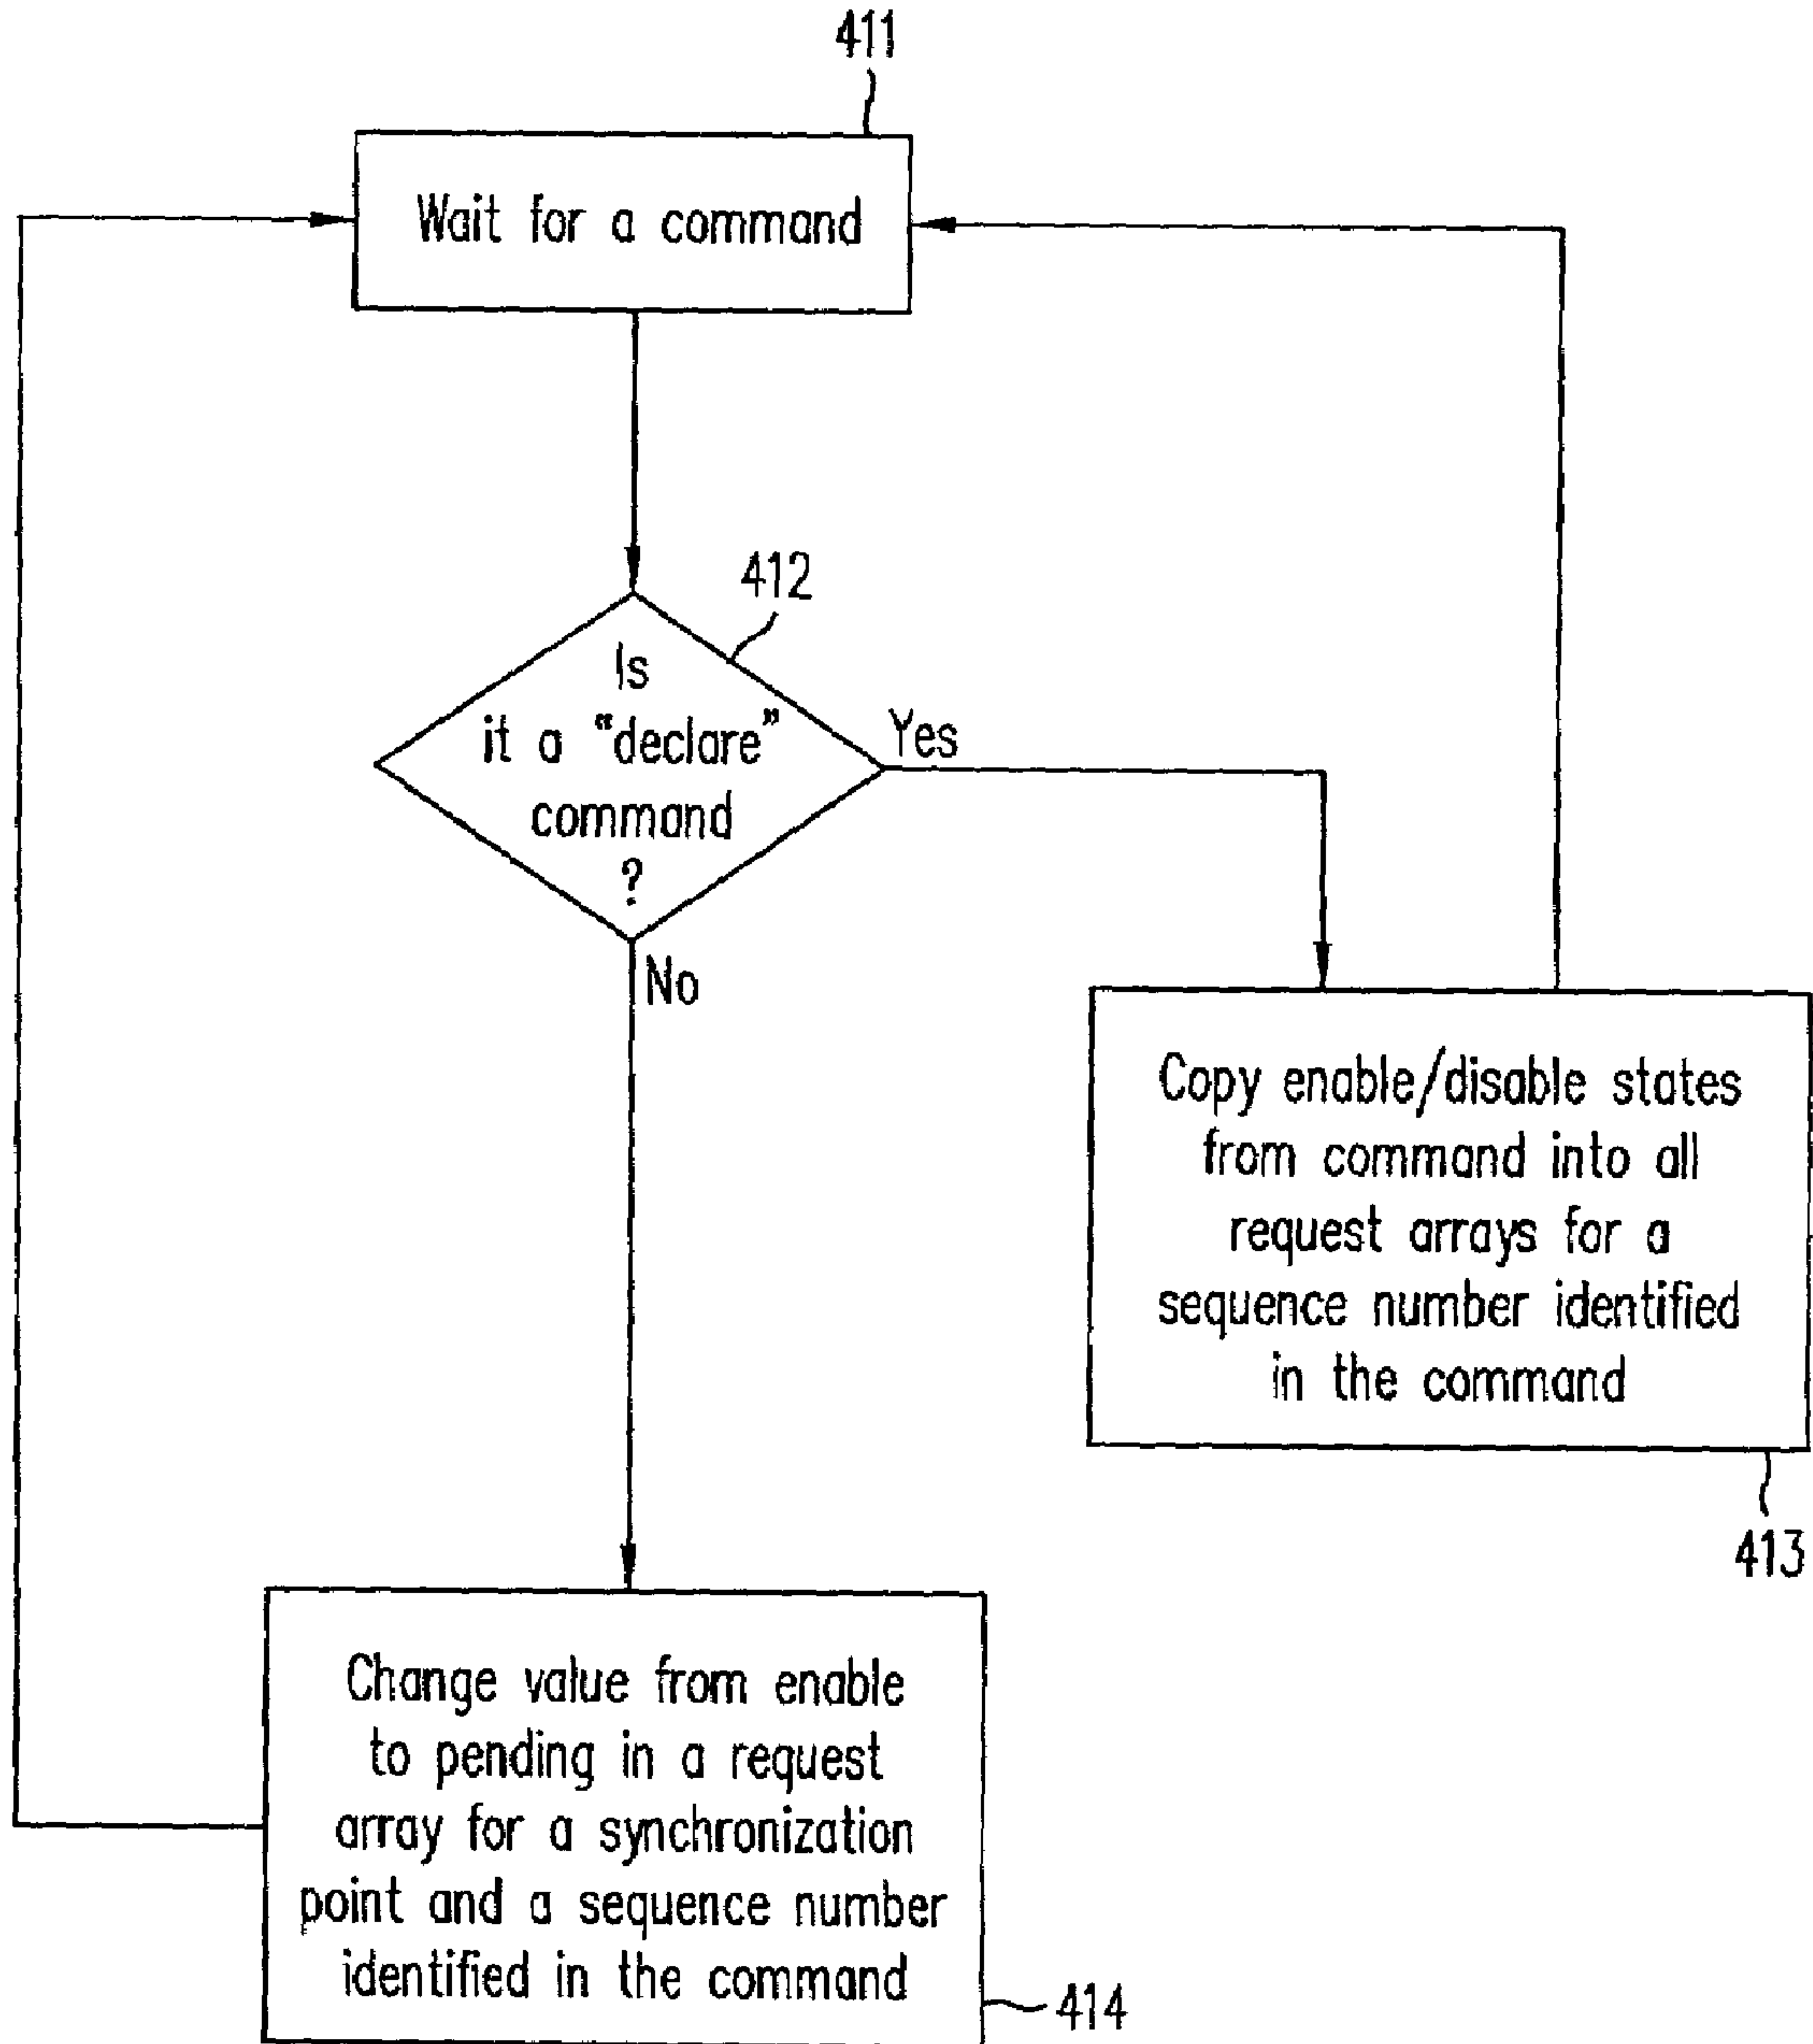 411
Wait for a command
412
Is
it a "declare"
command
?
Yes
No
Copy enable/disable states
from command into all
request arrays for a
sequence number identified
in the command
413
Change value from enable
to pending in a request
array for a synchronization
point and a sequence number
identified in the command
414